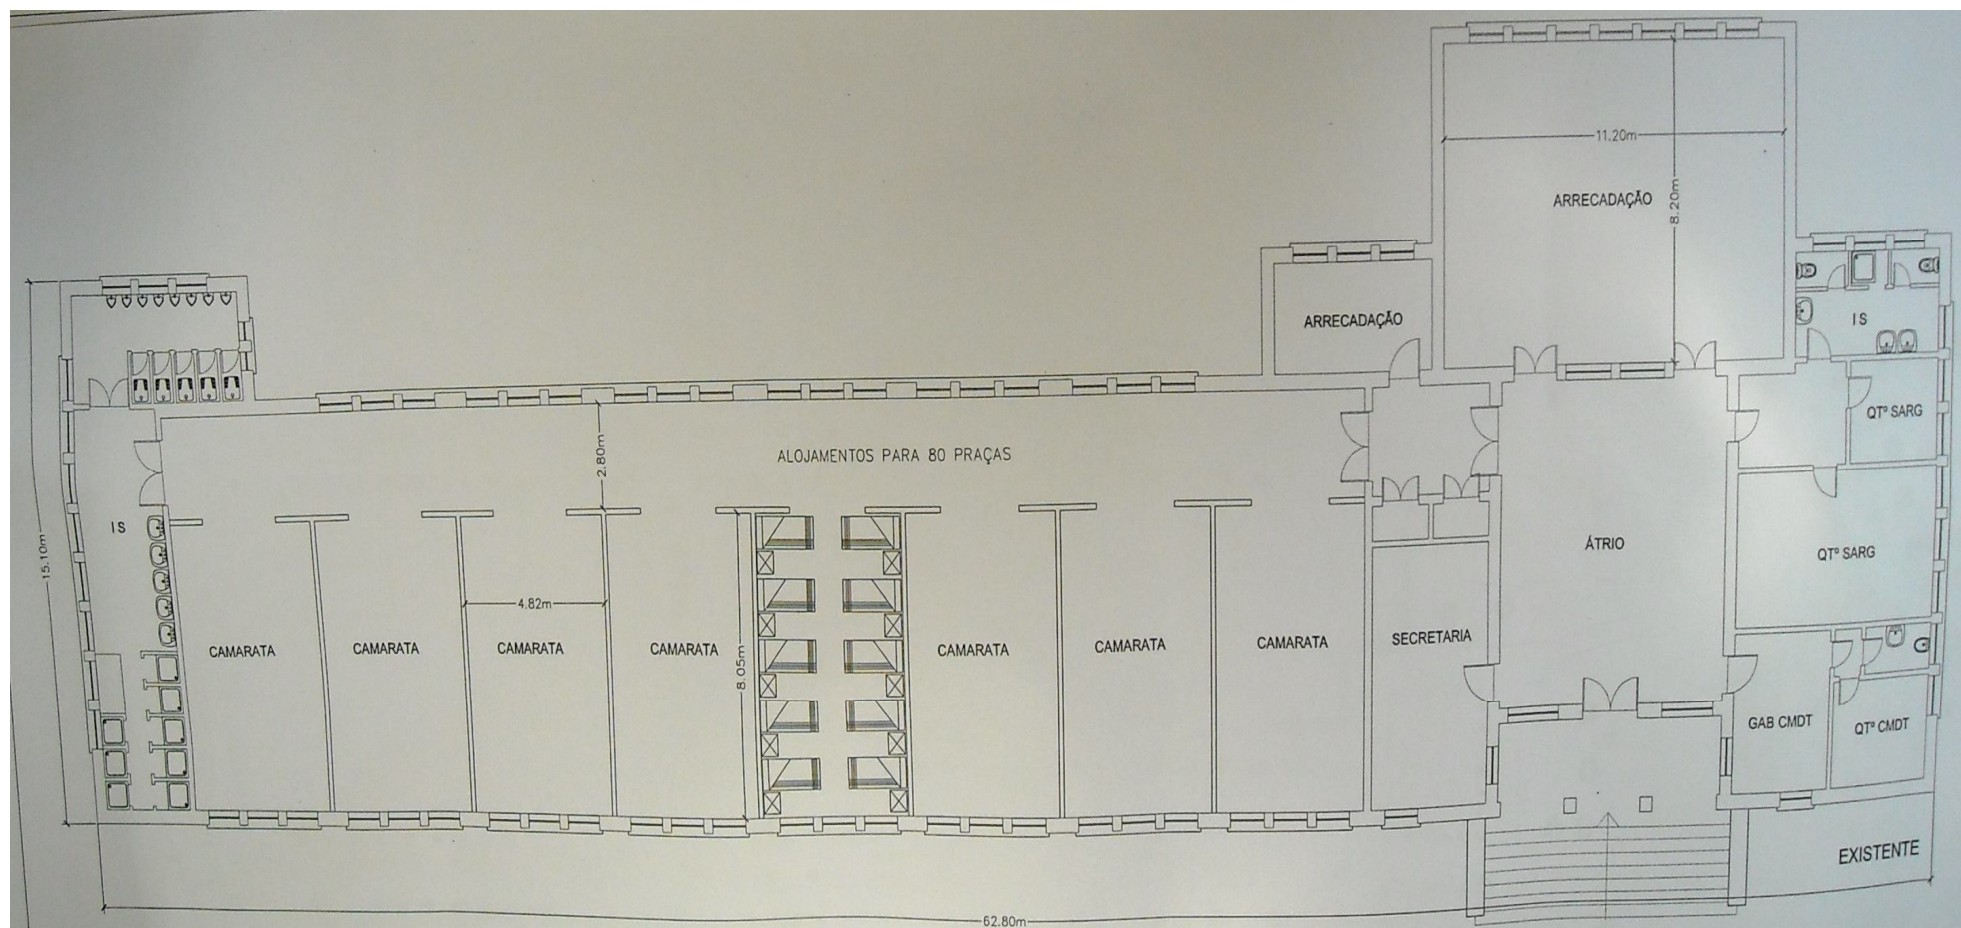 11.20m
ARRECADAÇÃO
8.20m
ARRECADAÇÃO
IS
QTº SARG
2.80m
ALOJAMENTOS PARA 80 PRAÇAS
IS
15.10m
ÁTRIO
QTº SARG
4.82m
CAMARATA
CAMARATA
CAMARATA
CAMARATA
8.05m
CAMARATA
CAMARATA
CAMARATA
SECRETARIA
GAB CMDT
QTº CMDT
EXISTENTE
62.80m